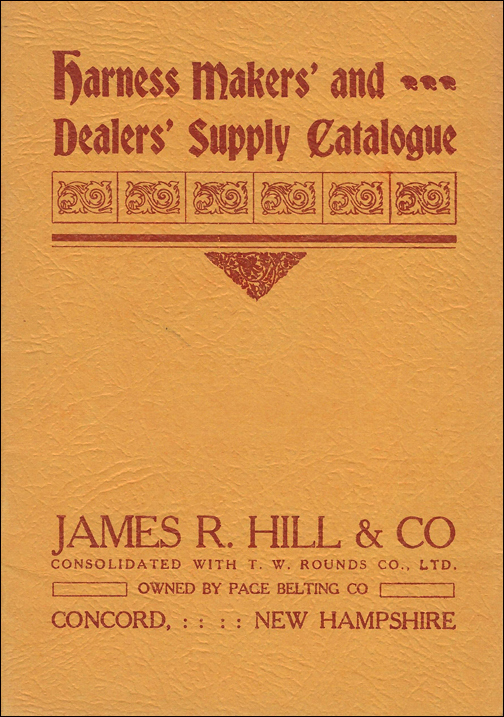 Harness Makers' and
Dealers' Supply Catalogue
JAMES R. HILL & CO
CONSOLIDATED WITH T. W. ROUNDS CO., LTD.
OWNED BY PAGE BELTING CO
CONCORD, : : : : NEW HAMPSHIRE